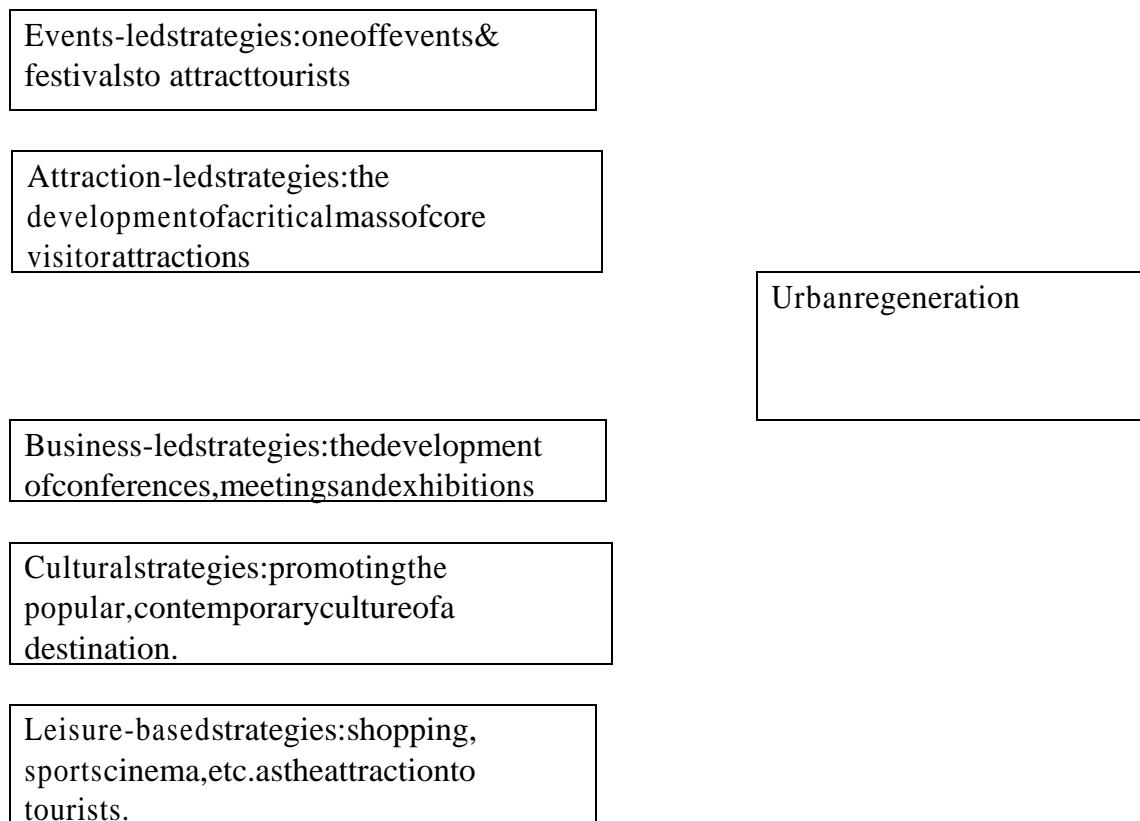 Events-ledstrategies:oneoffevents&
festivalsto attracttourists
Attraction-ledstrategies:the
developmentofacriticalmassofcore
visitorattractions
Urbanregeneration
Business-ledstrategies:thedevelopment
ofconferences,meetingsandexhibitions
Culturalstrategies:promotingthe
popular,contemporarycultureofa
destination.
Leisure-basedstrategies:shopping,
sportscinema,etc.astheattractionto
tourists.